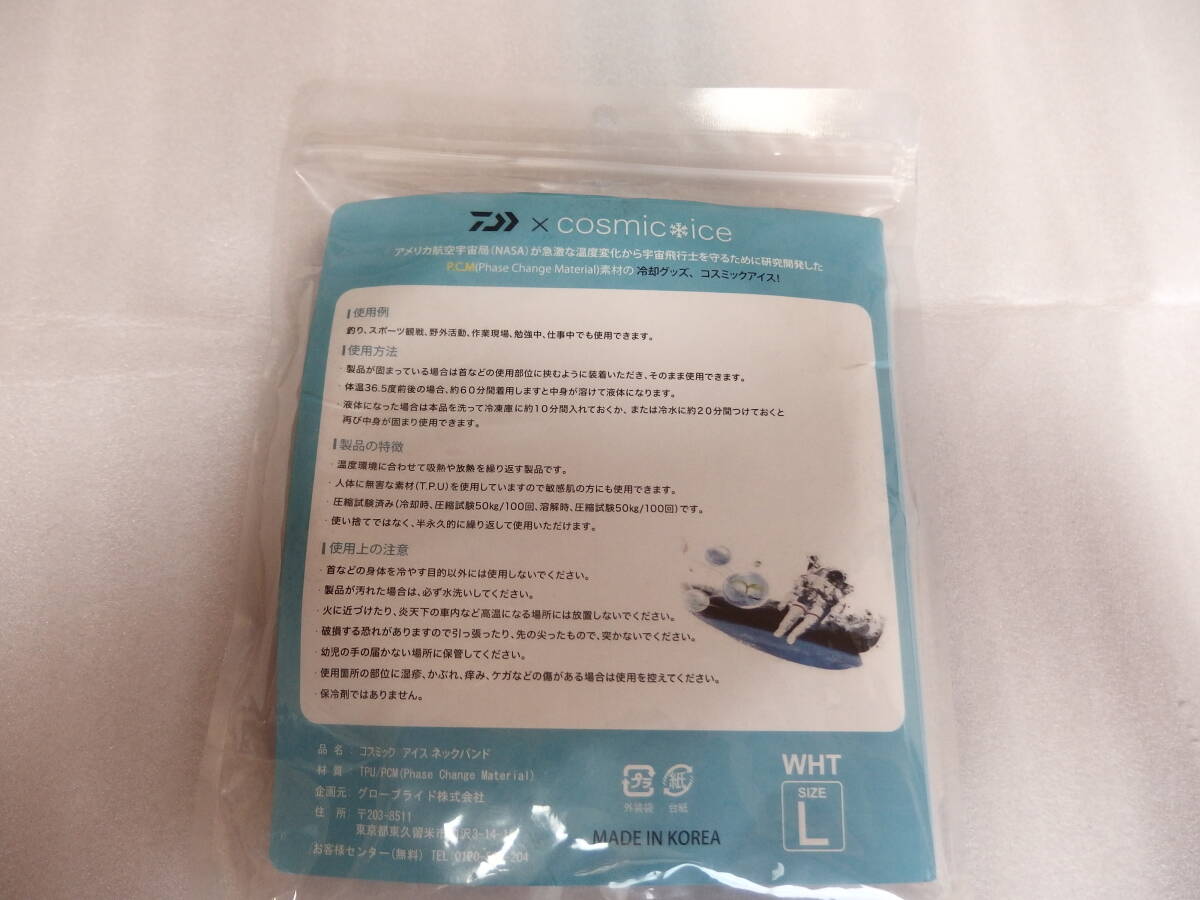 × cosmic ice
アメリカ航空宇宙局(NASA)が急激な温度変化から宇宙飛行士を守るために研究開発した
P.C.M(Phase Change Material)素材の 冷却グッズ、コスミックアイス!
使用例
釣り、スポーツ観戦、野外活動、作業現場、勉強中、仕事中でも使用できます。
使用方法
・製品が固まっている場合は首などの使用部位に挟むように装着いただき、そのまま使用できます。
・体温36.5度前後の場合、約60分間着用しますと中身が溶けて液体になります。
・液体になった場合は本品を洗って冷凍庫に約10分間入れておくか、または冷水に約20分間つけておくと
再び中身が固まり使用できます。
製品の特徴
・温度環境に合わせて吸熱や放熱を繰り返す製品です。
・人体に無害な素材(T.P.U)を使用していますので敏感肌の方にも使用できます。
・圧縮試験済み(冷却時、圧縮試験50kg/100回、溶解時、圧縮試験50kg/100回)です。
・使い捨てではなく、半永久的に繰り返して使用いただけます。
使用上の注意
・首などの身体を冷やす目的以外には使用しないでください。
・製品が汚れた場合は、必ず水洗いしてください。
・火に近づけたり、炎天下の車内など高温になる場所には放置しないでください。
・破損する恐れがありますので引っ張ったり、先の尖ったもので、突かないでください。
・幼児の手の届かない場所に保管してください。
・使用箇所の部位に湿疹、かぶれ、痒み、ケガなどの傷がある場合は使用を控えてください。
・保冷剤ではありません。
品 名 : コスミック アイス ネックバンド
材 質 : TPU/PCM(Phase Change Material)
企画元: グローブライド株式会社
住 所 〒203-8511
東京都東久留米市 沢3-14-
お客様センター(無料) TEL 0120- -204
プラ 紙
外装袋 台紙
MADE IN KOREA
WHT
SIZE
L